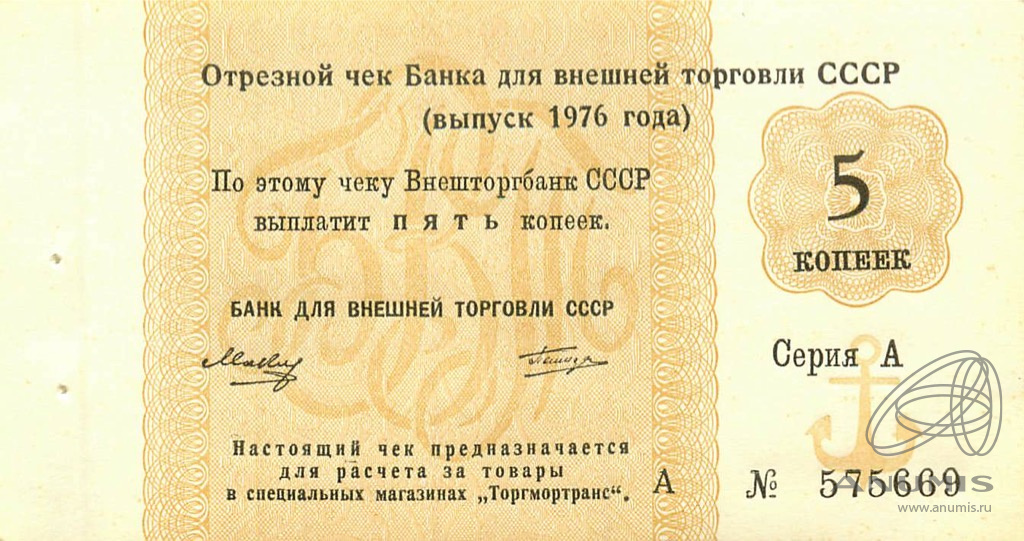 Отрезной чек Банка для внешней торговли СССР
(выпуск 1976 года)
По этому чеку Внешторгбанк СССР
выплатит ПЯТЬ копеек.
5
КОПЕЕК
БАНК ДЛЯ ВНЕШНЕЙ ТОРГОВЛИ СССР
Серия А
Настоящий чек предназначается
для расчета за товары
в специальных магазинах „Торгмортранс“.
А № 575669
ANUMIS
www.anumis.ru